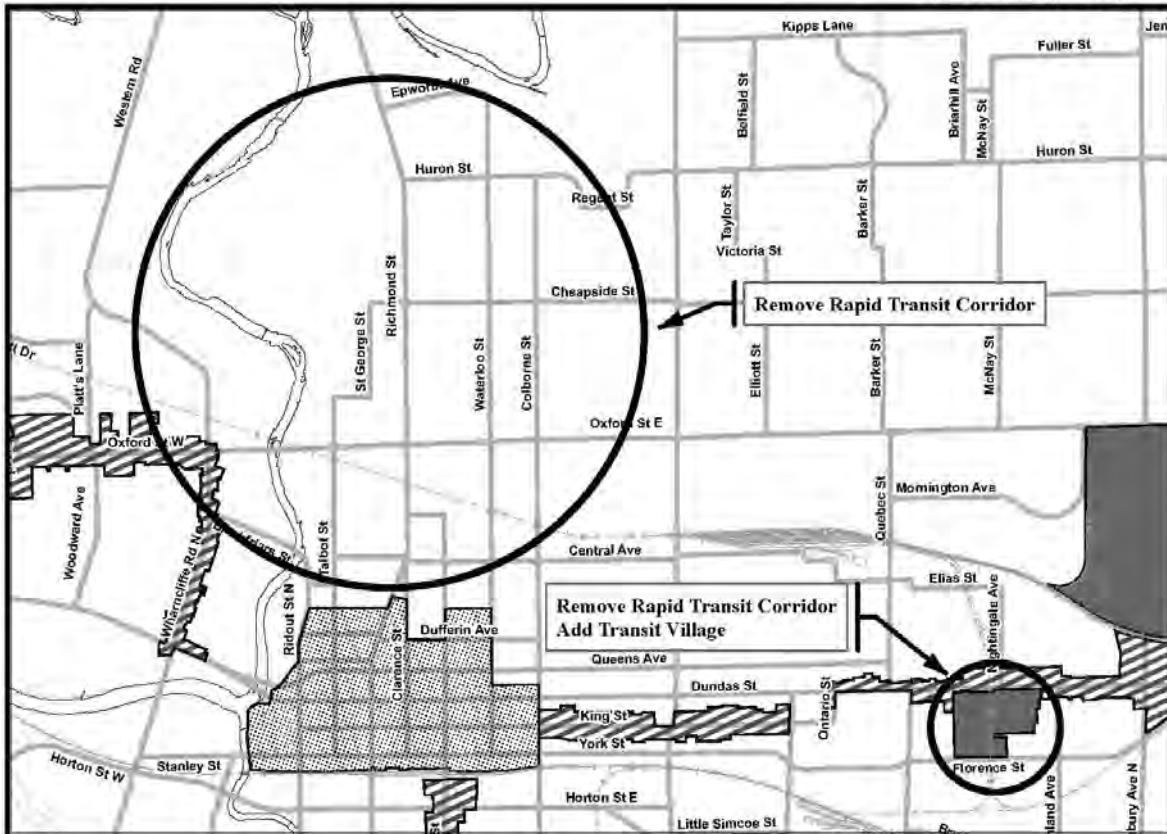 Kipps Lane
Jen
Fuller St
Western Rd
Epworth Ave
Belfield St
Briarhill Ave
McNay St
Huron St
Huron St
Regent St
Taylor St
Barker St
Victoria St
Cheapside St
Remove Rapid Transit Corridor
Richmond St
St George St
Waterloo St
Colborne St
Elliott St
Barker St
McNay St
Platt's Lane
Oxford St W
Oxford St E
Mornington Ave
Quebec St
Woodward Ave
Wharncliffe Rd N
Talbot St
Ridout St N
Central Ave
Elias St
Remove Rapid Transit Corridor
Add Transit Village
Nightingale Ave
Dufferin Ave
Clarence St
Queens Ave
Dundas St
Ontario St
King St
York St
Stanley St
Horton St W
Florence St
Horton St E
Little Simcoe St
land Ave
bury Ave N